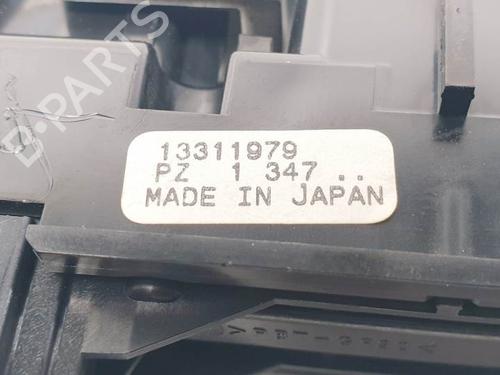 B-PARTS
13311979
PZ 1 347 ..
MADE IN JAPAN